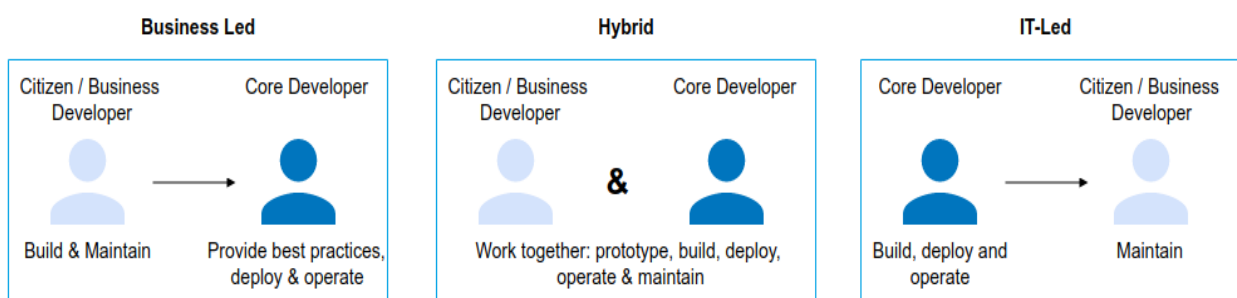 Business Led
Citizen / Business
Developer
Core Developer
Build & Maintain
Provide best practices,
deploy & operate
Hybrid
Citizen / Business
Developer
Core Developer
&
Work together: prototype, build, deploy,
operate & maintain
IT-Led
Core Developer
Citizen / Business
Developer
Build, deploy and
operate
Maintain